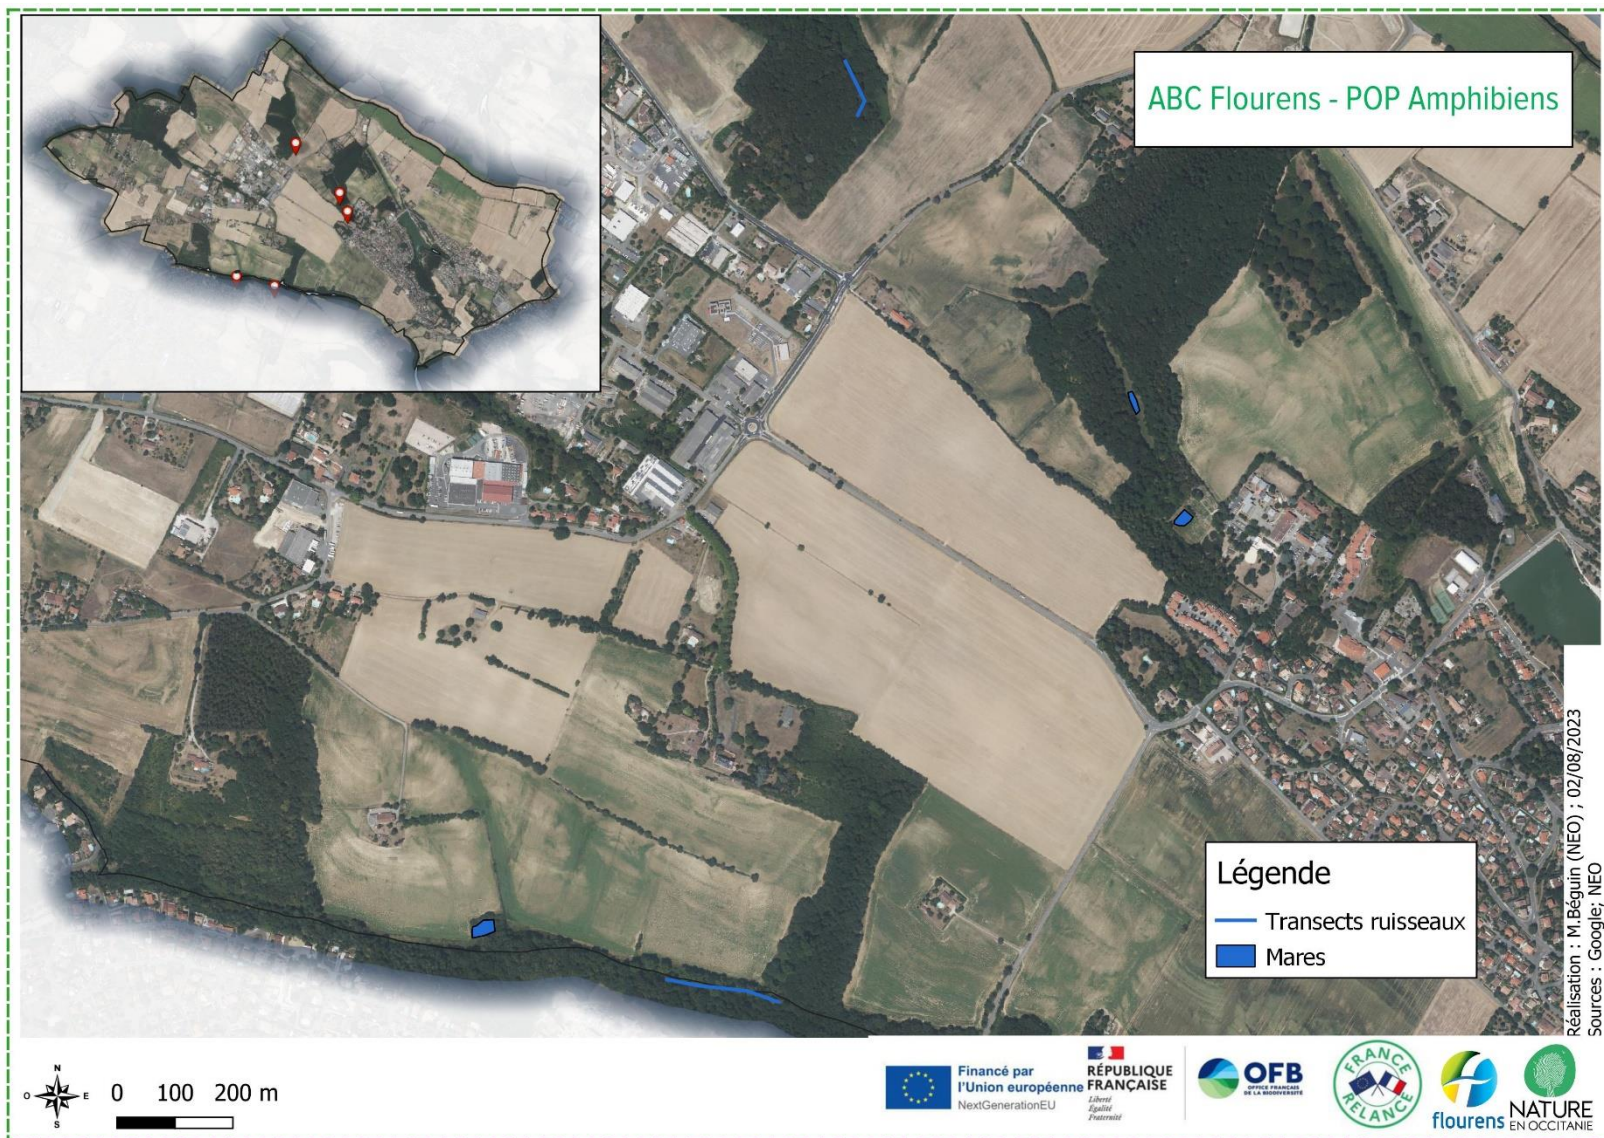 ABC Flourens - POP Amphibiens
Légende
Transects ruisseaux
Mares
Réalisation : M.Béguin (NEO) ; 02/08/2023
Sources : Google; NEO
N
O
E
S
0 100 200 m
Financé par
l'Union européenne
NextGenerationEU
RÉPUBLIQUE
FRANÇAISE
Liberté
Égalité
Fraternité
OFB
OFFICE FRANÇAIS
DE LA BIODIVERSITÉ
FRANCE
RELANCE
flourens
NATURE
EN OCCITANIE